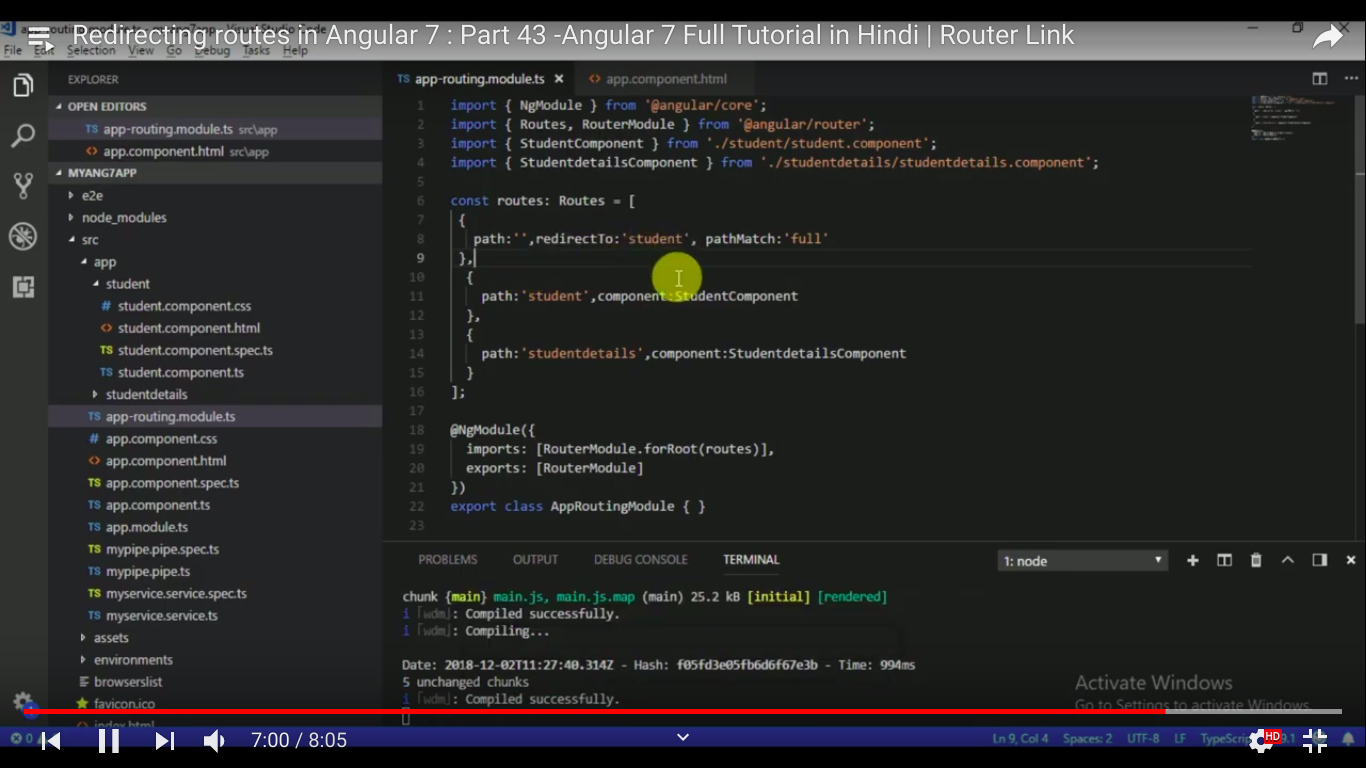 Redirecting routes in Angular 7 : Part 43 -Angular 7 Full Tutorial in Hindi | Router Link
File Edit Selection View Go Debug Tasks Help
EXPLORER
OPEN EDITORS
TS app-routing.module.ts src\app
<> app.component.html src\app
MYANG7APP
e2e
node_modules
src
app
student
# student.component.css
<> student.component.html
TS student.component.spec.ts
TS student.component.ts
studentdetails
TS app-routing.module.ts
# app.component.css
<> app.component.html
TS app.component.spec.ts
TS app.component.ts
TS app.module.ts
TS mypipe.pipe.spec.ts
TS mypipe.pipe.ts
TS myservice.service.spec.ts
TS myservice.service.ts
assets
environments
browserslist
favicon.ico
<> index.html
TS app-routing.module.ts × <> app.component.html
1 import { NgModule } from '@angular/core';
2 import { Routes, RouterModule } from '@angular/router';
3 import { StudentComponent } from './student/student.component';
4 import { StudentdetailsComponent } from './studentdetails/studentdetails.component';
5
6 const routes: Routes = [
7 {
8 path:'',redirectTo:'student', pathMatch:'full'
9 },
10 {
11 path:'student',component:StudentComponent
12 },
13 {
14 path:'studentdetails',component:StudentdetailsComponent
15 }
16 ];
17
18 @NgModule({
19 imports: [RouterModule.forRoot(routes)],
20 exports: [RouterModule]
21 })
22 export class AppRoutingModule { }
23
PROBLEMS OUTPUT DEBUG CONSOLE TERMINAL 1: node
chunk {main} main.js, main.js.map (main) 25.2 kB [initial] [rendered]
i ｢wdm｣: Compiled successfully.
i ｢wdm｣: Compiling...
Date: 2018-12-02T11:27:40.314Z - Hash: f05fd3e05fb6d6f67e3b - Time: 994ms
5 unchanged chunks
i ｢wdm｣: Compiled successfully.
Activate Windows
Go to Settings to activate Windows.
0 7:00 / 8:05 Ln 9, Col 4 Spaces: 2 UTF-8 LF TypeScript HD